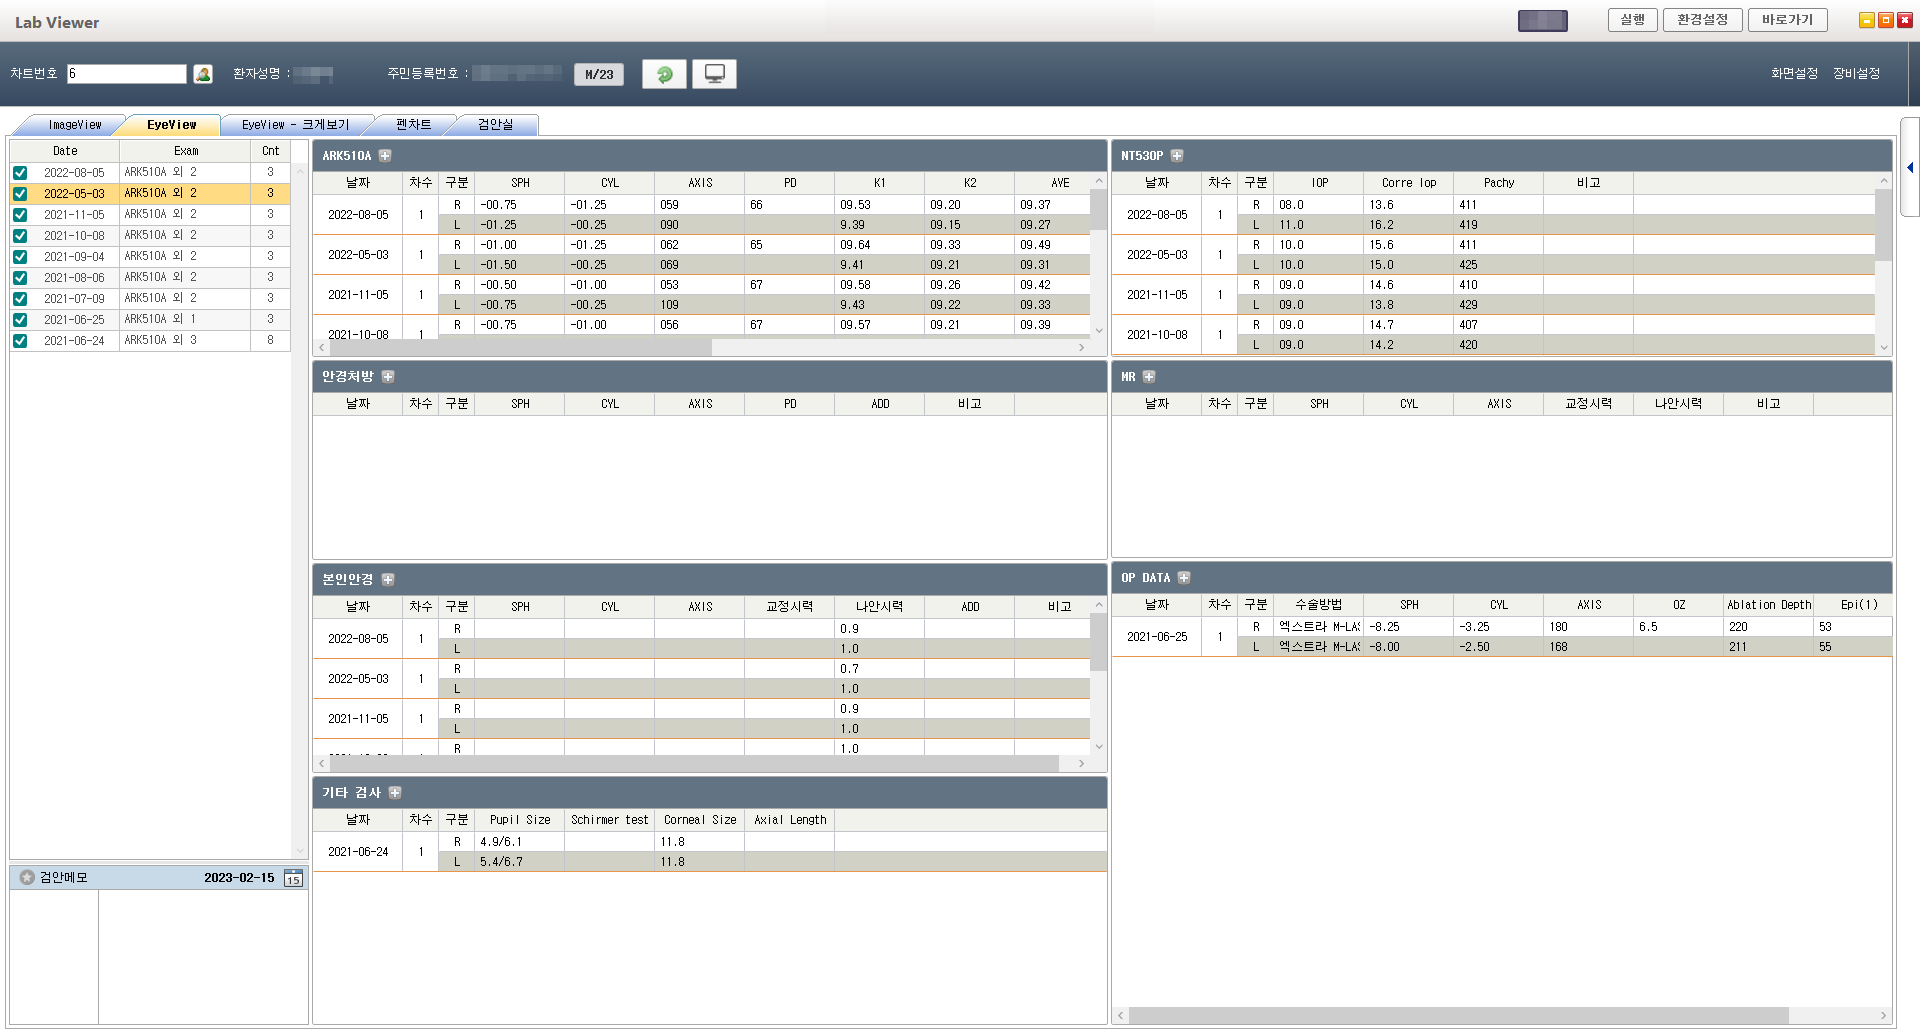 Lab Viewer
실행 환경설정 바로가기
차트번호 6 환자성명 : 주민등록번호 : M/23 화면설정 장비설정
ImageView EyeView EyeView - 크게보기 펜차트 검안실
Date Exam Cnt
2022-08-05 ARK510A 외 2 3
2022-05-03 ARK510A 외 2 3
2021-11-05 ARK510A 외 2 3
2021-10-08 ARK510A 외 2 3
2021-09-04 ARK510A 외 2 3
2021-08-06 ARK510A 외 2 3
2021-07-09 ARK510A 외 2 3
2021-06-25 ARK510A 외 1 3
2021-06-24 ARK510A 외 3 8
검안메모 2023-02-15 15
ARK510A
날짜 차수 구분 SPH CYL AXIS PD K1 K2 AVE
2022-08-05 1 R -00.75 -01.25 059 66 09.53 09.20 09.37
L -01.25 -00.25 090 9.39 09.15 09.27
2022-05-03 1 R -01.00 -01.25 062 65 09.64 09.33 09.49
L -01.50 -00.25 069 9.41 09.21 09.31
2021-11-05 1 R -00.50 -01.00 053 67 09.58 09.26 09.42
L -00.75 -00.25 109 9.43 09.22 09.33
2021-10-08 1 R -00.75 -01.00 056 67 09.57 09.21 09.39
NT530P
날짜 차수 구분 IOP Corre Iop Pachy 비고
2022-08-05 1 R 08.0 13.6 411
L 11.0 16.2 419
2022-05-03 1 R 10.0 15.6 411
L 10.0 15.0 425
2021-11-05 1 R 09.0 14.6 410
L 09.0 13.8 429
2021-10-08 1 R 09.0 14.7 407
L 09.0 14.2 420
안경처방
날짜 차수 구분 SPH CYL AXIS PD ADD 비고
MR
날짜 차수 구분 SPH CYL AXIS 교정시력 나안시력 비고
본인안경
날짜 차수 구분 SPH CYL AXIS 교정시력 나안시력 ADD 비고
2022-08-05 1 R 0.9
L 1.0
2022-05-03 1 R 0.7
L 1.0
2021-11-05 1 R 0.9
L 1.0
R 1.0
OP DATA
날짜 차수 구분 수술방법 SPH CYL AXIS OZ Ablation Depth Epi(1)
2021-06-25 1 R 엑스트라 M-LAS -8.25 -3.25 180 6.5 220 53
L 엑스트라 M-LAS -8.00 -2.50 168 211 55
기타 검사
날짜 차수 구분 Pupil Size Schirmer test Corneal Size Axial Length
2021-06-24 1 R 4.9/6.1 11.8
L 5.4/6.7 11.8